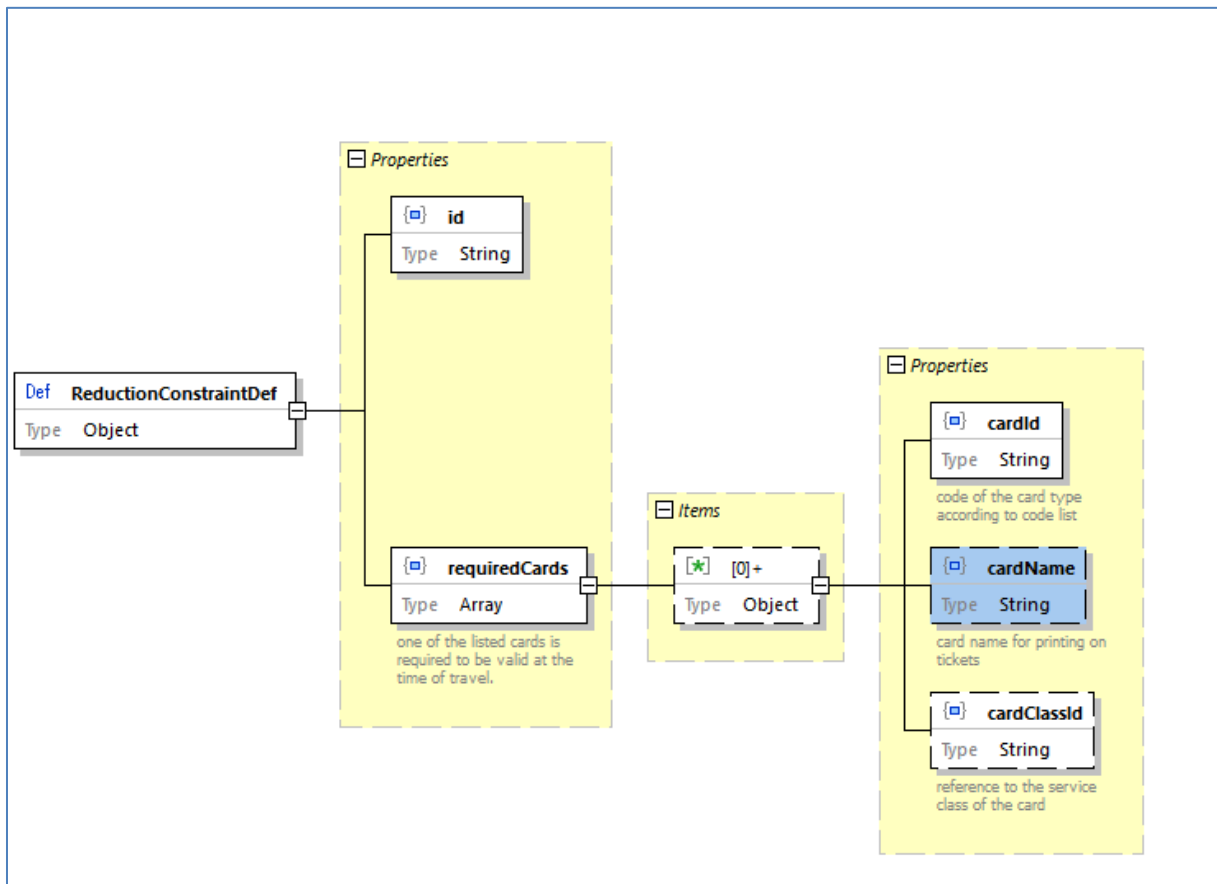 Properties
id
Type String
Def ReductionConstraintDef
Type Object
requiredCards
Type Array
one of the listed cards is
required to be valid at the
time of travel.
Items
[*] [0]+
Type Object
Properties
cardId
Type String
code of the card type
according to code list
cardName
Type String
card name for printing on
tickets
cardClassId
Type String
reference to the service
class of the card